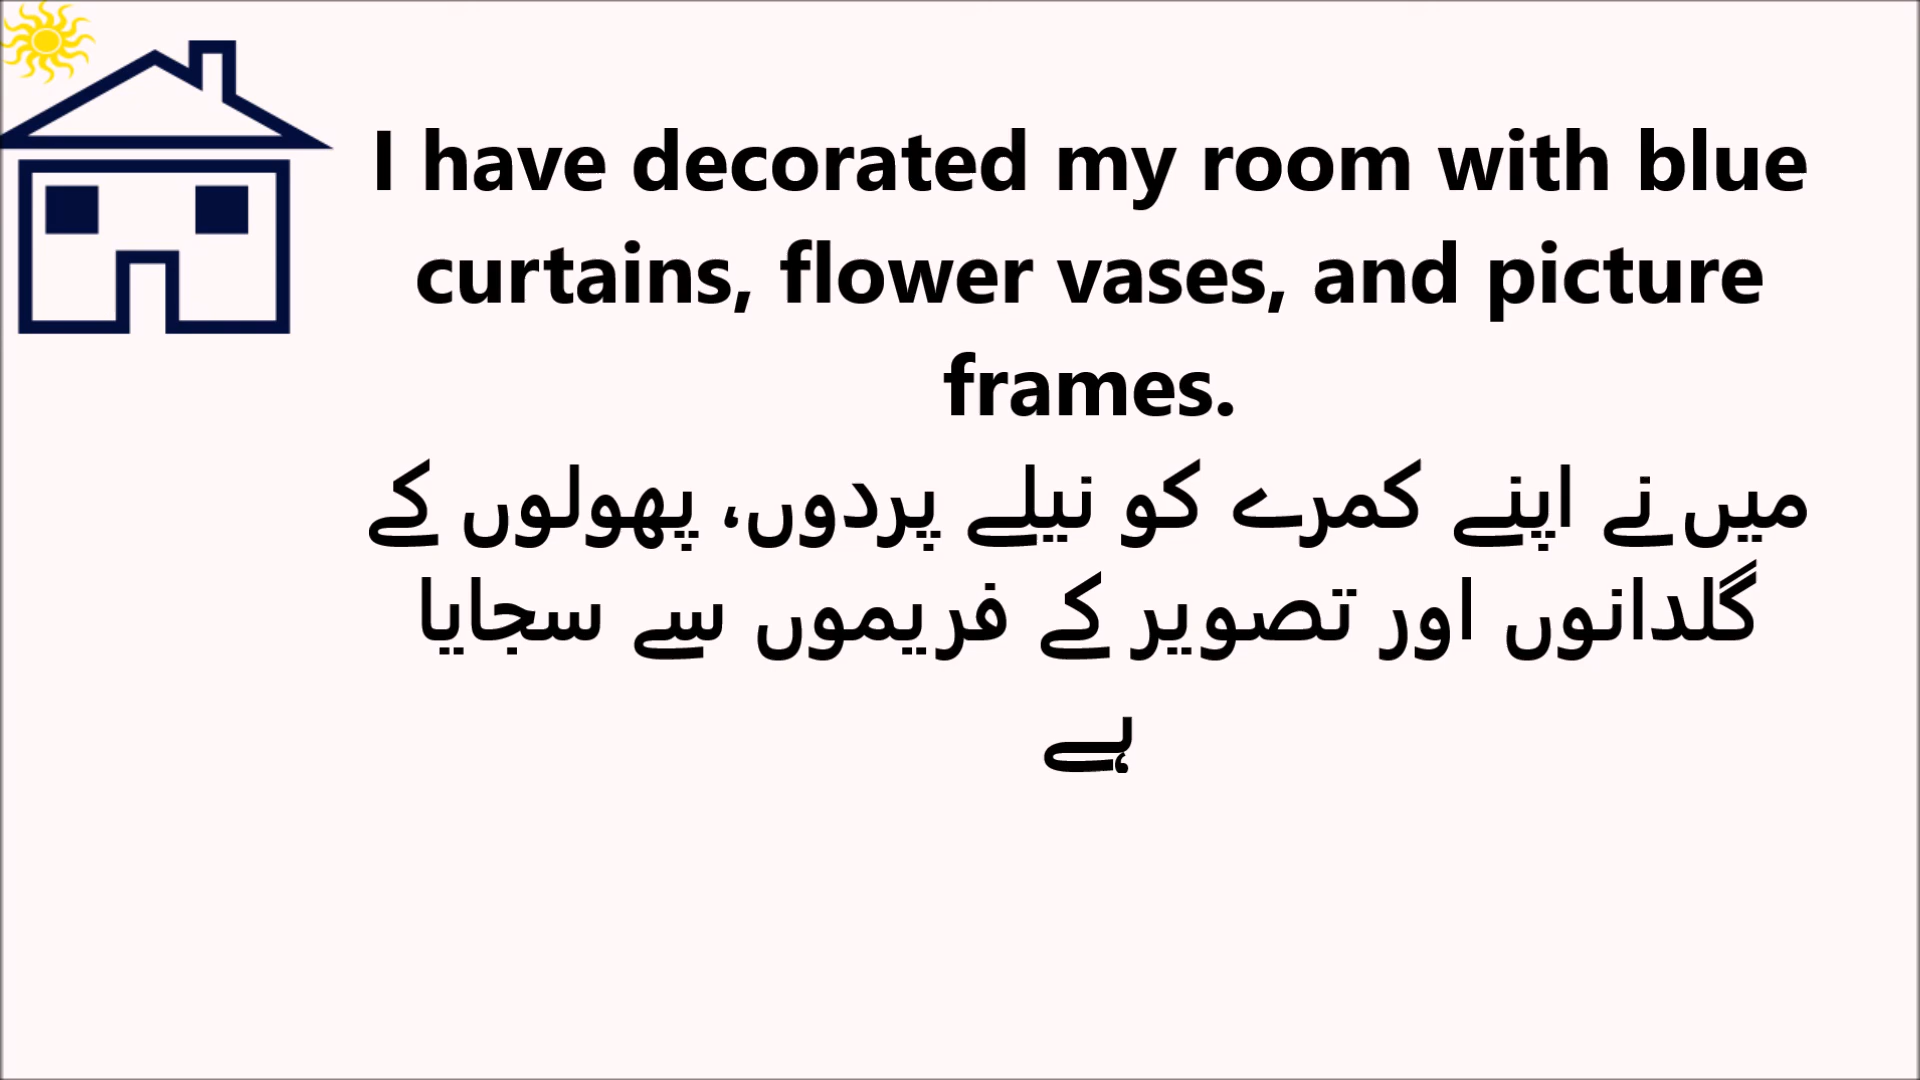 I have decorated my room with blue
curtains, flower vases, and picture
frames.
میں نے اپنے کمرے کو نیلے پردوں، پھولوں کے
گلدانوں اور تصویر کے فریموں سے سجایا
ہے